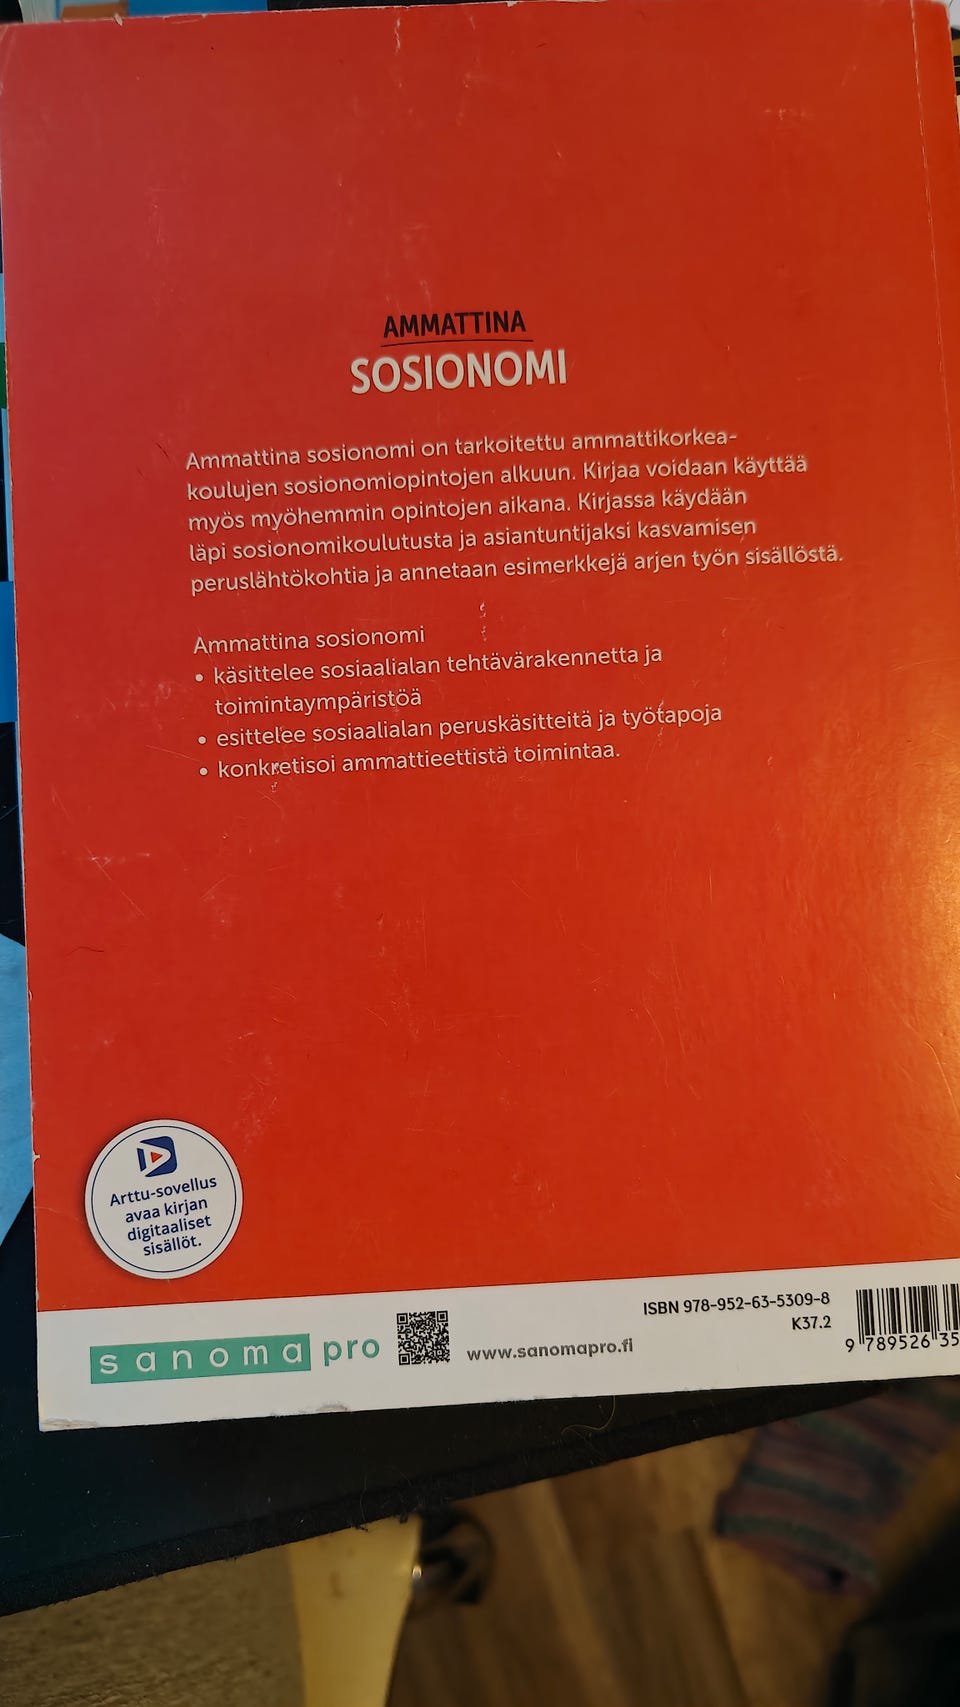 AMMATTINA
SOSIONOMI
Ammattina sosionomi on tarkoitettu ammattikorkea-
koulujen sosionomiopintojen alkuun. Kirjaa voidaan käyttää
myös myöhemmin opintojen aikana. Kirjassa käydään
läpi sosionomikoulutusta ja asiantuntijaksi kasvamisen
peruslähtökohtia ja annetaan esimerkkejä arjen työn sisällöstä.
Ammattina sosionomi
• käsittelee sosiaalialan tehtävärakennetta ja
toimintaympäristöä
• esittelee sosiaalialan peruskäsitteitä ja työtapoja
• konkretisoi ammattieettistä toimintaa.
Arttu-sovellus
avaa kirjan
digitaaliset
sisällöt.
sanoma pro
www.sanomapro.fi
ISBN 978-952-63-5309-8
K37.2
9 789526 35